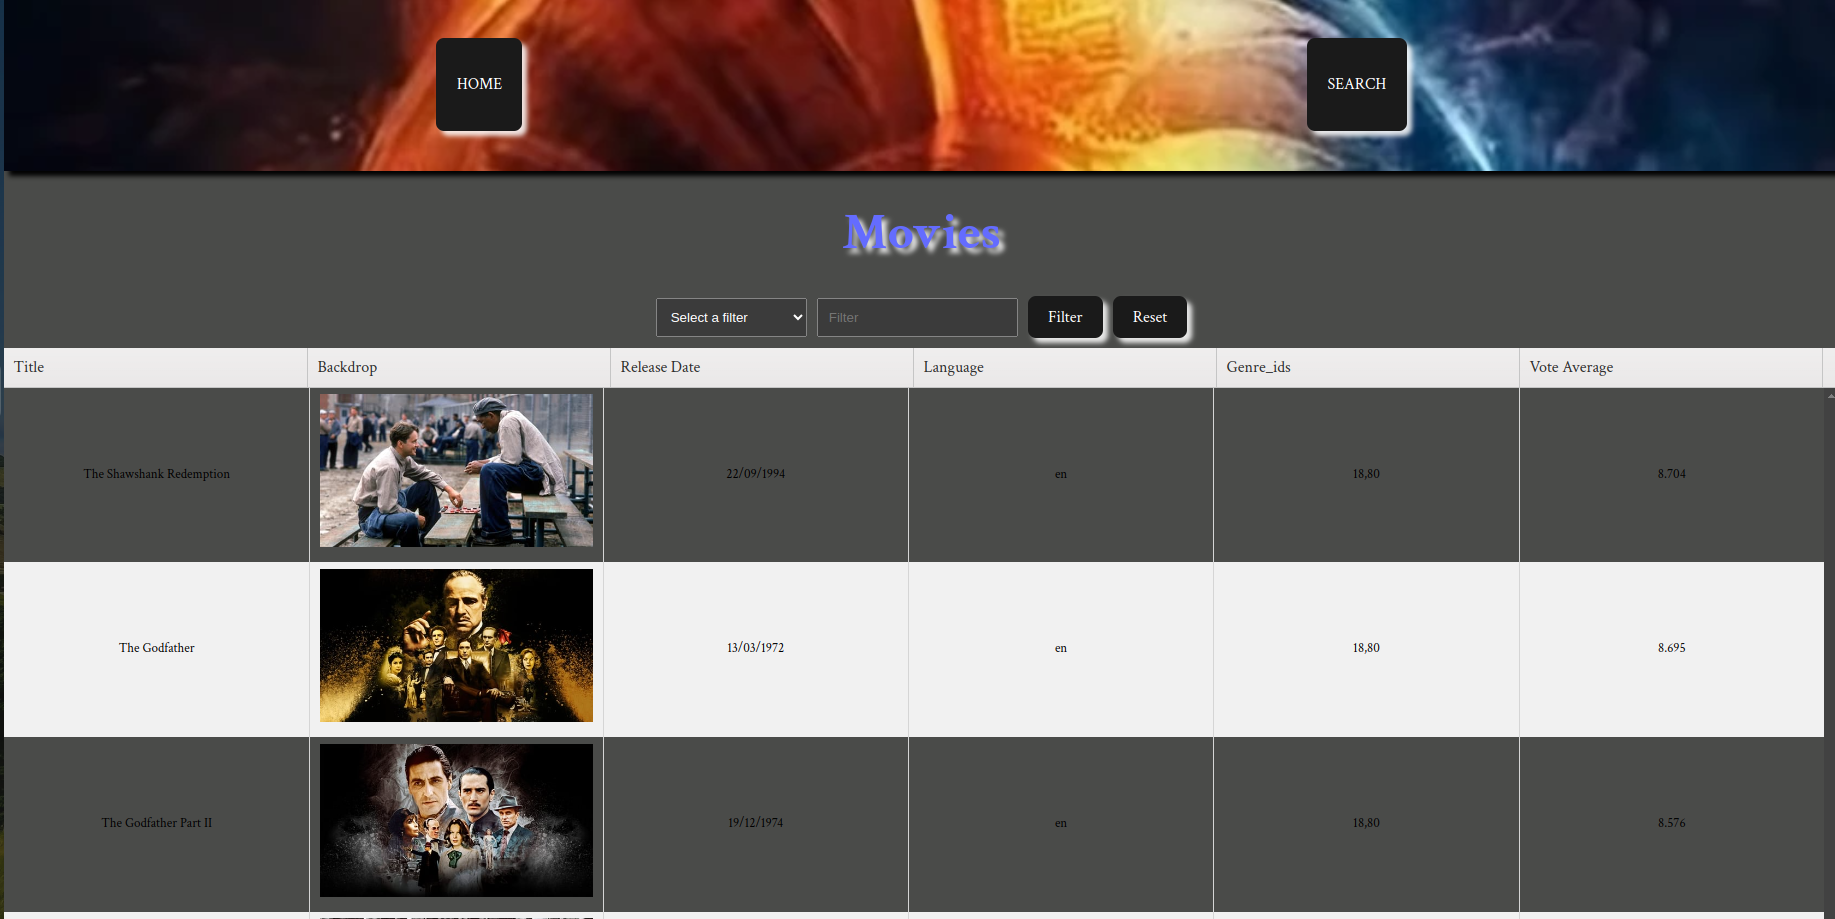 HOME
SEARCH
Movies
Select a filter
Filter
Filter
Reset
Title
Backdrop
Release Date
Language
Genre_ids
Vote Average
The Shawshank Redemption
22/09/1994
en
18,80
8.704
The Godfather
13/03/1972
en
18,80
8.695
The Godfather Part II
19/12/1974
en
18,80
8.576